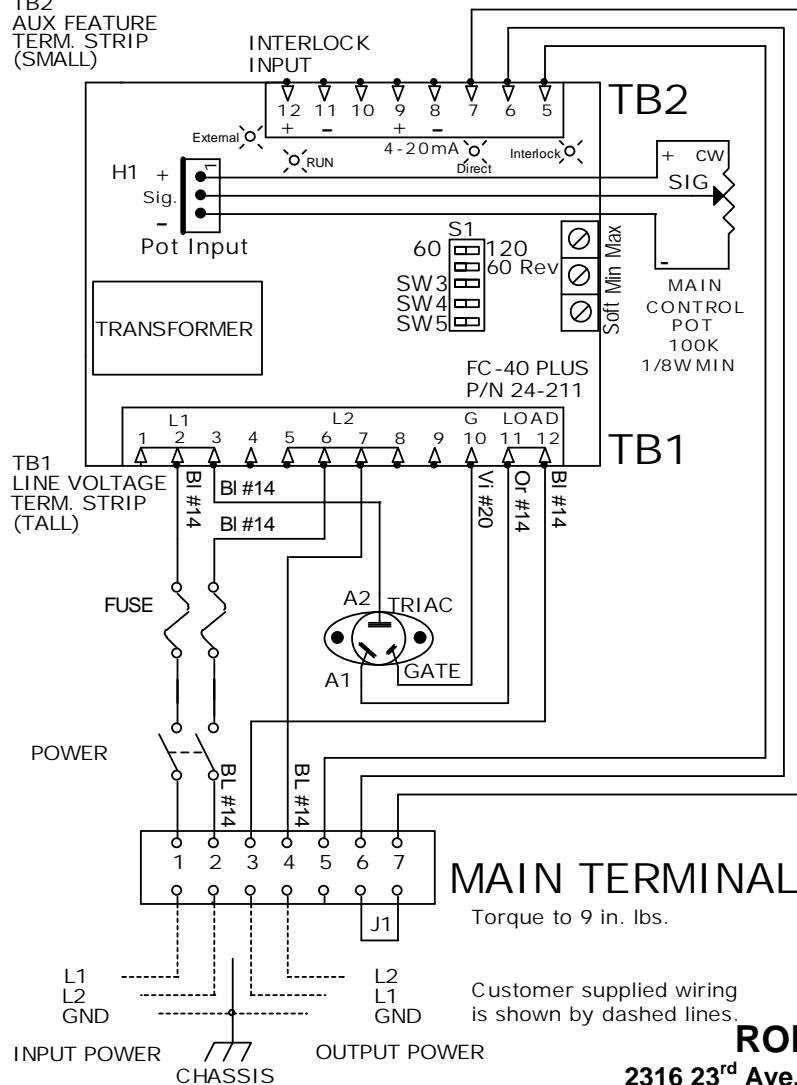 TB2
AUX FEATURE
TERM. STRIP
(SMALL)
INTERLOCK
INPUT
12 11 10 9 8 7 6 5
+ - + -
4-20mA
TB2
External
RUN
Direct
Interlock
H1 +
1
Sig.
-
Pot Input
+ CW
SIG
-
MAIN
CONTROL
POT
100K
1/8W MIN
S1
60 120
60 Rev
SW3
SW4
SW5
Soft Min Max
TRANSFORMER
FC-40 PLUS
P/N 24-211
L1 L2 G LOAD
1 2 3 4 5 6 7 8 9 10 11 12
TB1
TB1
LINE VOLTAGE
TERM. STRIP
(TALL)
Bl #14
Bl #14
Bl #14
Vi #20
Or #14
Bl #14
FUSE
A2 TRIAC
A1 GATE
POWER
BL #14
BL #14
1 2 3 4 5 6 7
MAIN TERMINAL
J1
Torque to 9 in. lbs.
L1 L2
L2 L1
GND GND
INPUT POWER OUTPUT POWER
CHASSIS
Customer supplied wiring
is shown by dashed lines.
2316 23rd Ave.